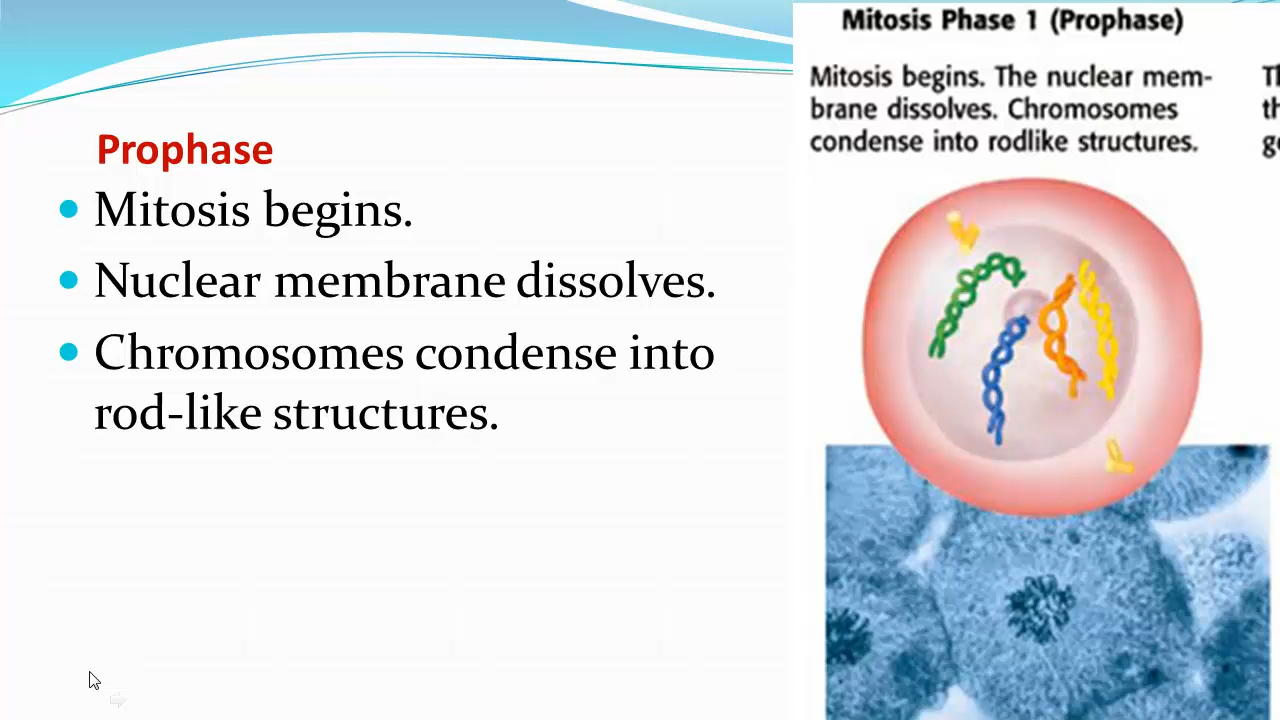 Prophase
Mitosis begins.
Nuclear membrane dissolves.
Chromosomes condense into
rod-like structures.
Mitosis Phase 1 (Prophase)
Mitosis begins. The nuclear mem-
brane dissolves. Chromosomes
condense into rodlike structures.